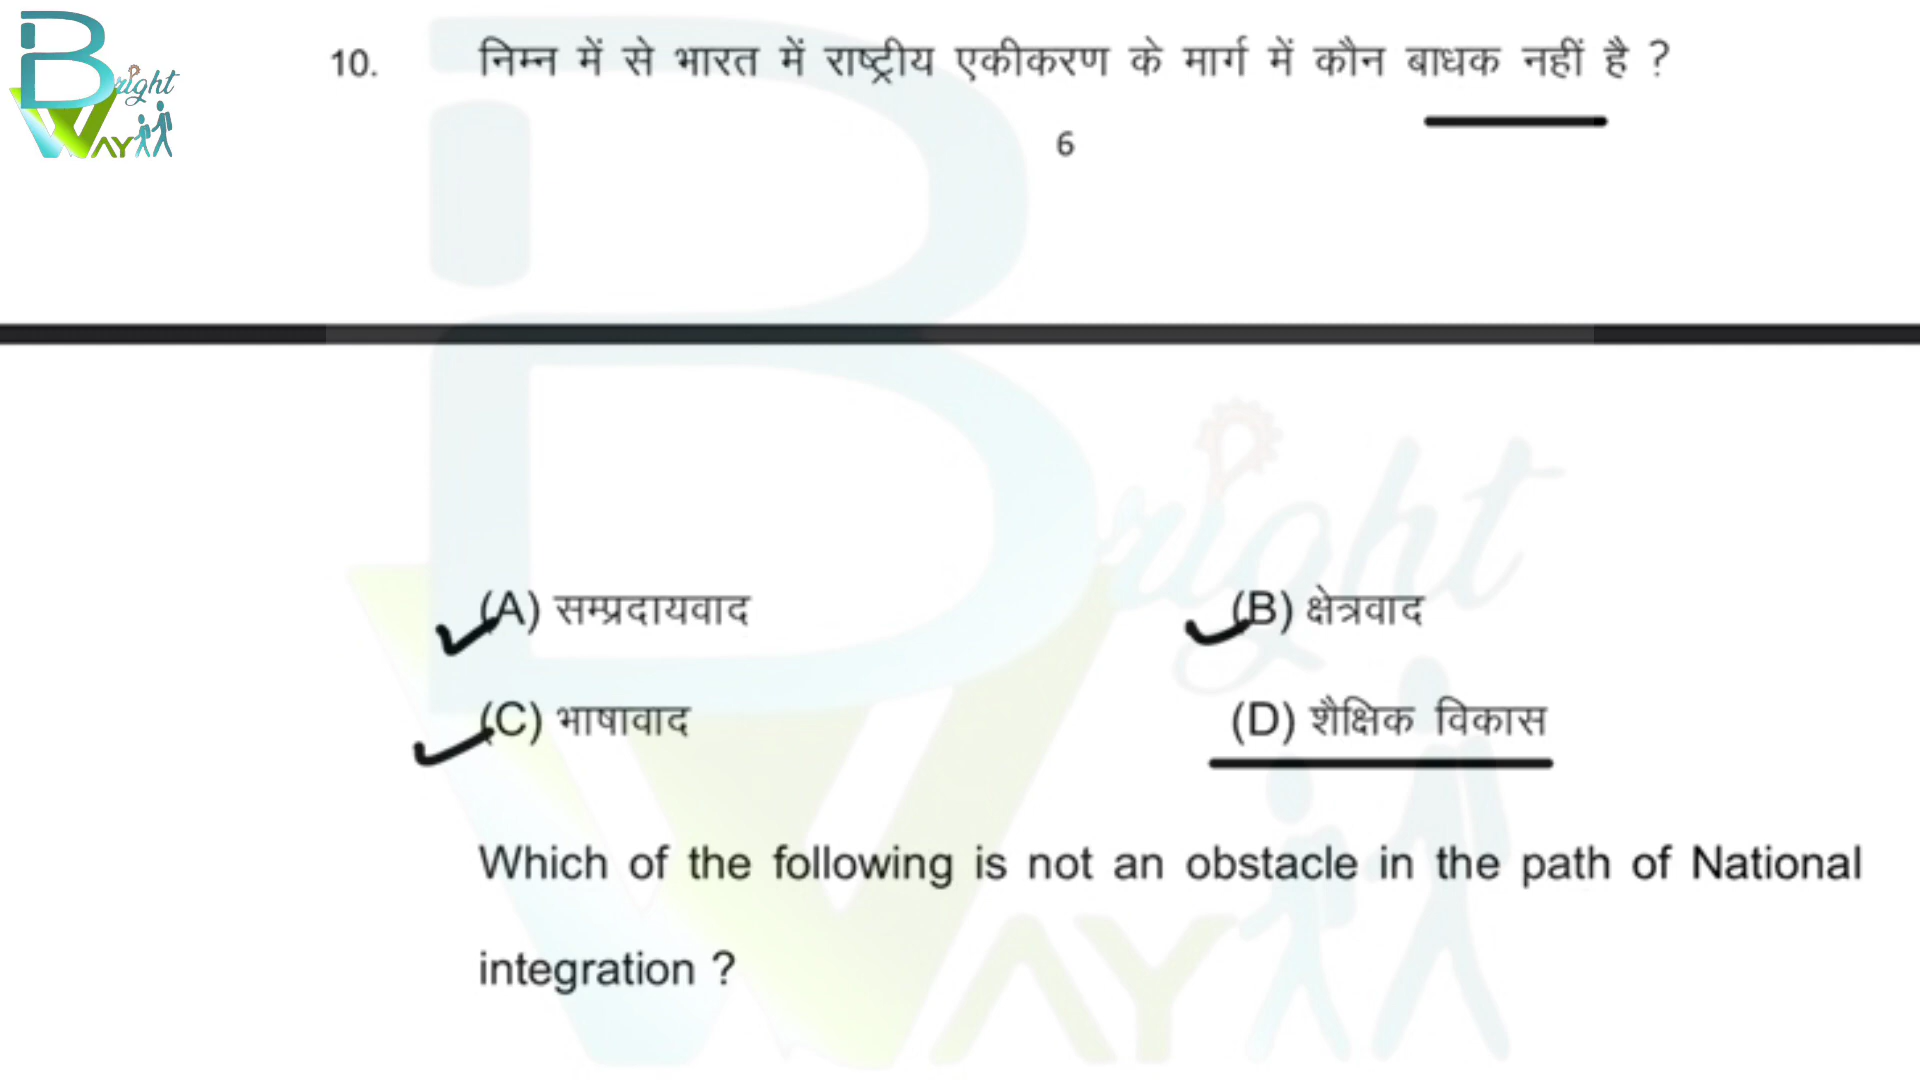 Bright
WAY
10. निम्न में से भारत में राष्ट्रीय एकीकरण के मार्ग में कौन बाधक नहीं है ?
6
(A) सम्प्रदायवाद (B) क्षेत्रवाद
(C) भाषावाद (D) शैक्षिक विकास
Which of the following is not an obstacle in the path of National
integration ?